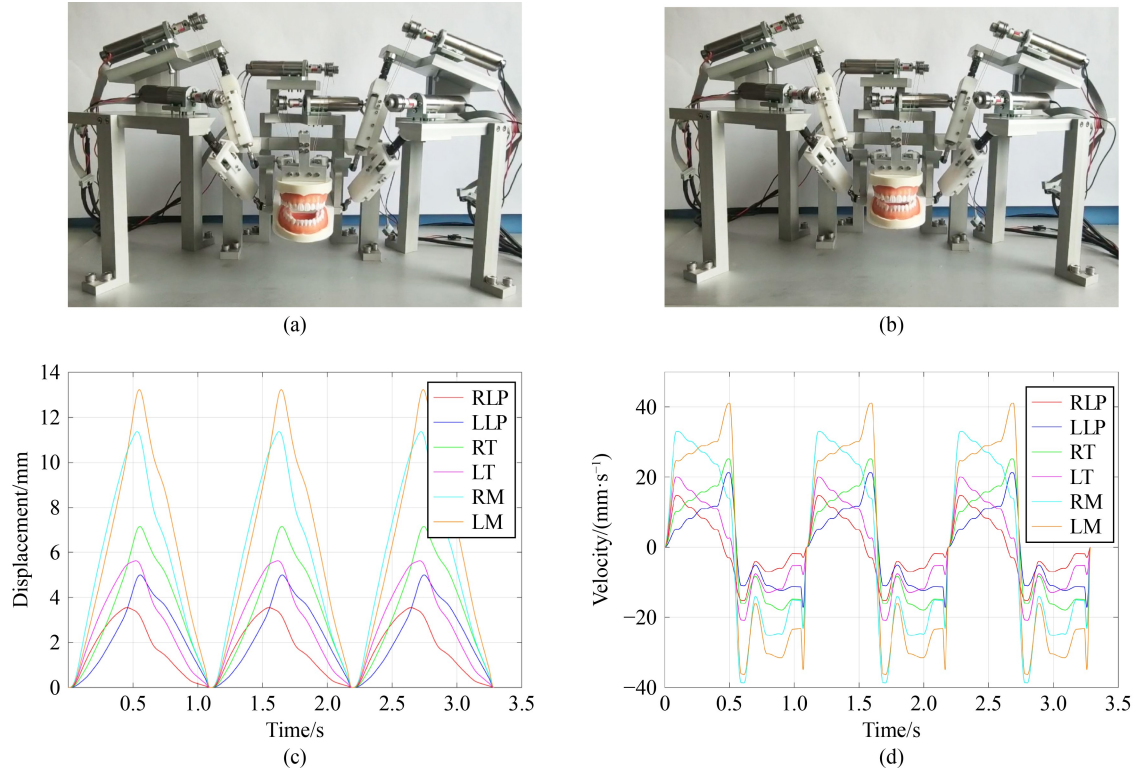 (a)
(b)
Displacement/mm
14
12
10
8
6
4
2
0
0.5
1.0
1.5
2.0
2.5
3.0
3.5
Time/s
RLP
LLP
RT
LT
RM
LM
(c)
Velocity/(mm·s⁻¹)
40
20
0
−20
−40
0
0.5
1.0
1.5
2.0
2.5
3.0
3.5
Time/s
RLP
LLP
RT
LT
RM
LM
(d)